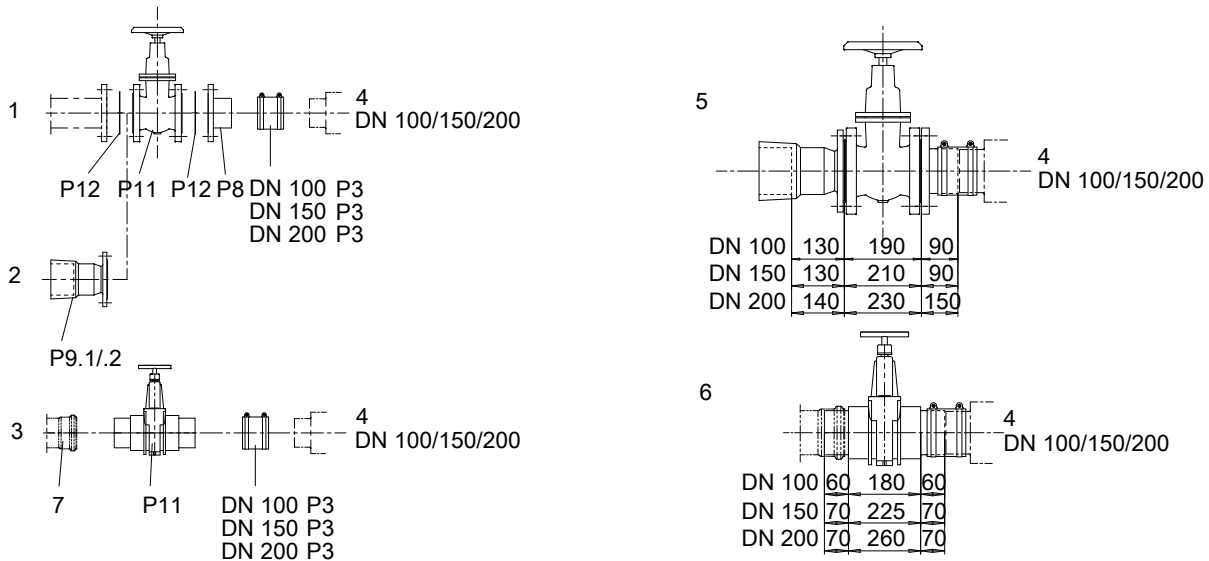 1
4
DN 100/150/200
P12 P11 P12 P8 DN 100 P3
DN 150 P3
DN 200 P3
2
P9.1/.2
3
4
DN 100/150/200
7 P11 DN 100 P3
DN 150 P3
DN 200 P3
5
4
DN 100/150/200
DN 100 130 190 90
DN 150 130 210 90
DN 200 140 230 150
6
4
DN 100/150/200
DN 100 60 180 60
DN 150 70 225 70
DN 200 70 260 70